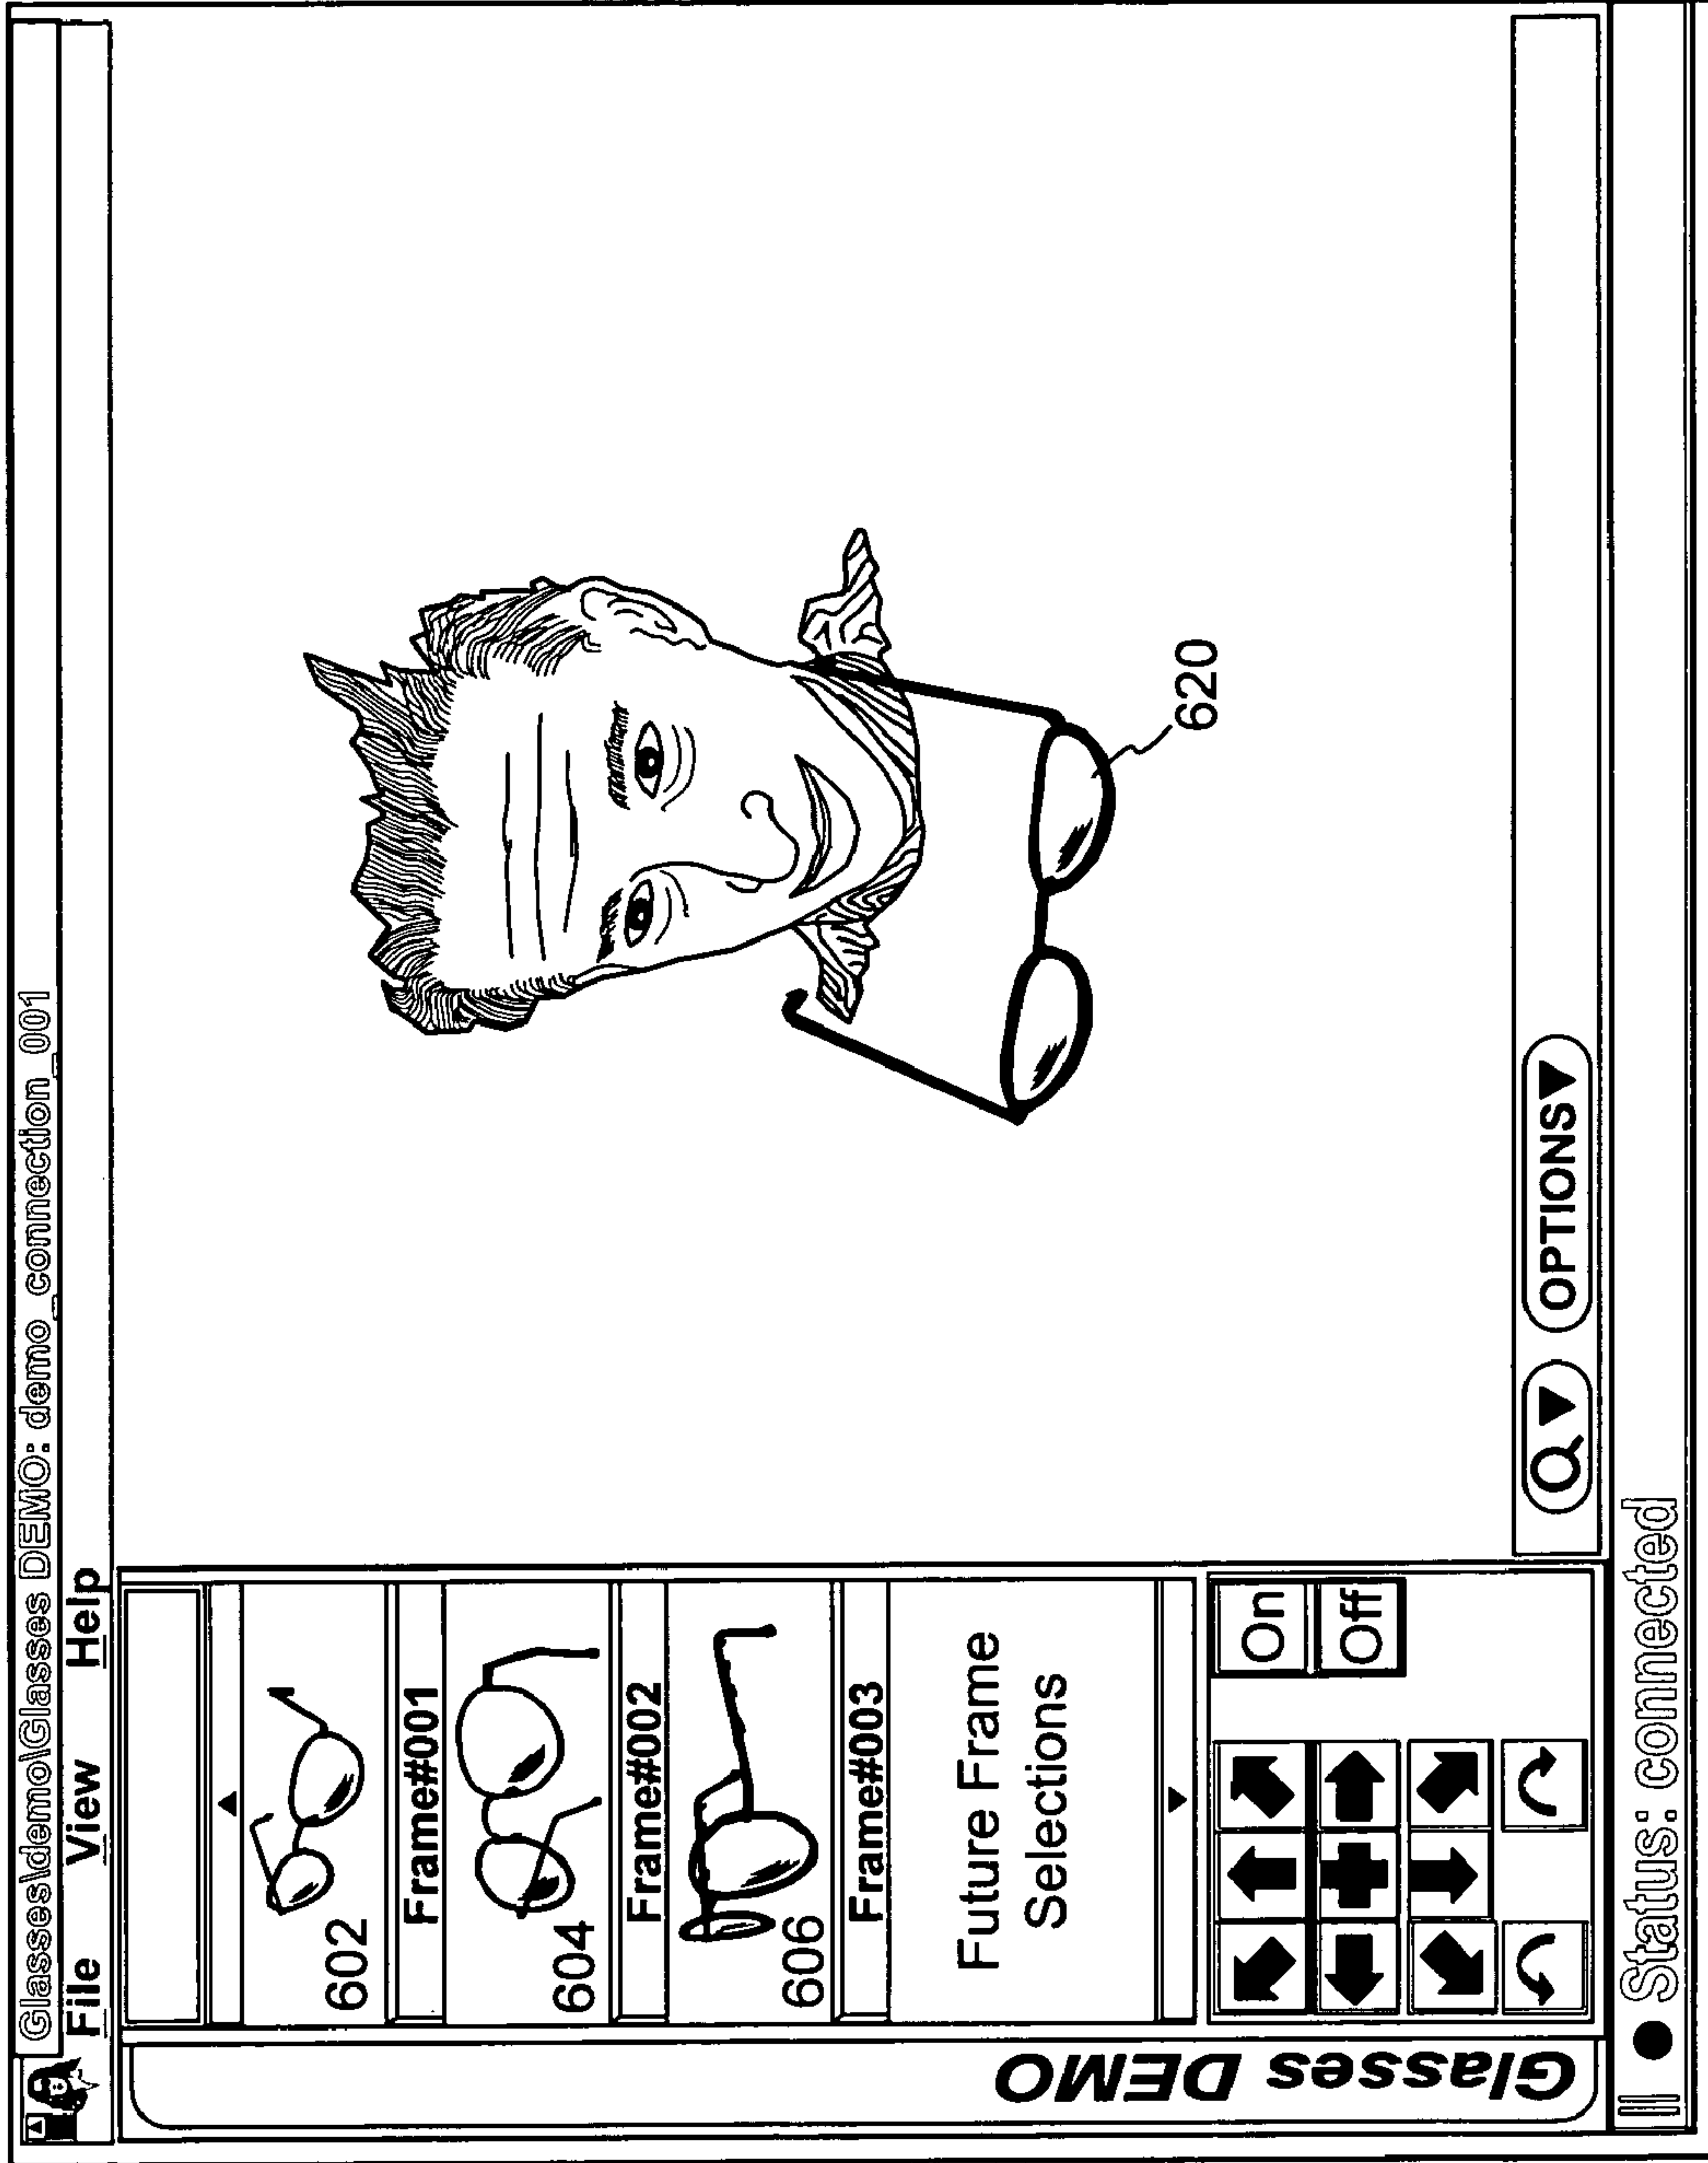 Glasses\demo\Glasses DEMO: demo_connection_001
File View Help
Glasses DEMO
602
Frame#001
604
Frame#002
606
Frame#003
Future Frame
Selections
On
Off
620
OPTIONS
Status: connected